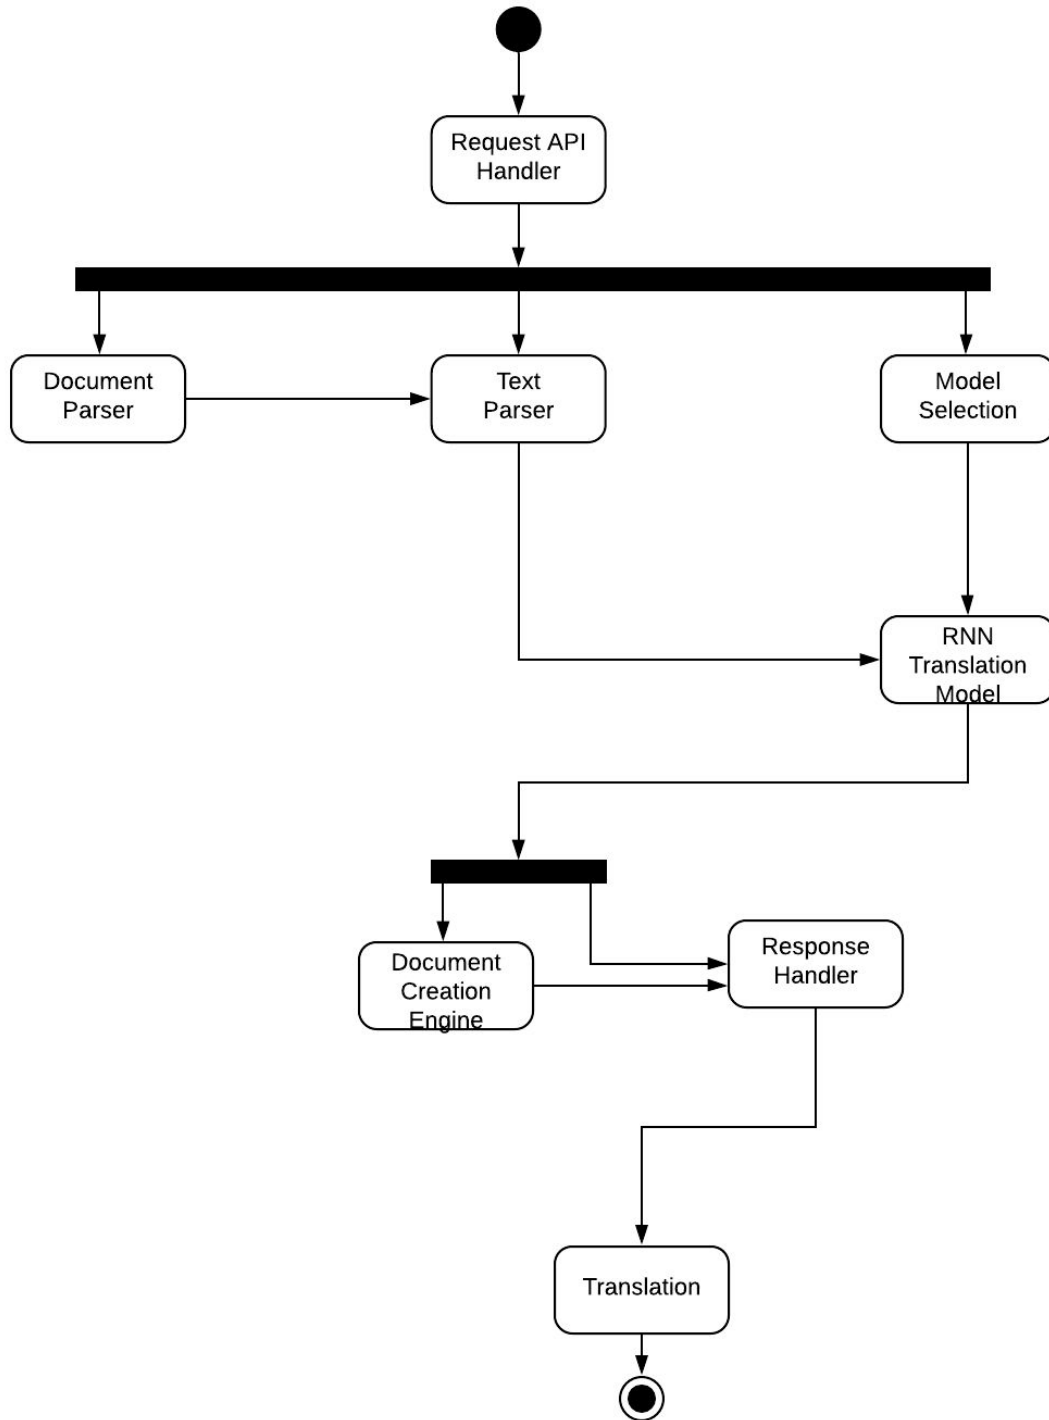 Request API
Handler
Document
Parser
Text
Parser
Model
Selection
RNN
Translation
Model
Document
Creation
Engine
Response
Handler
Translation